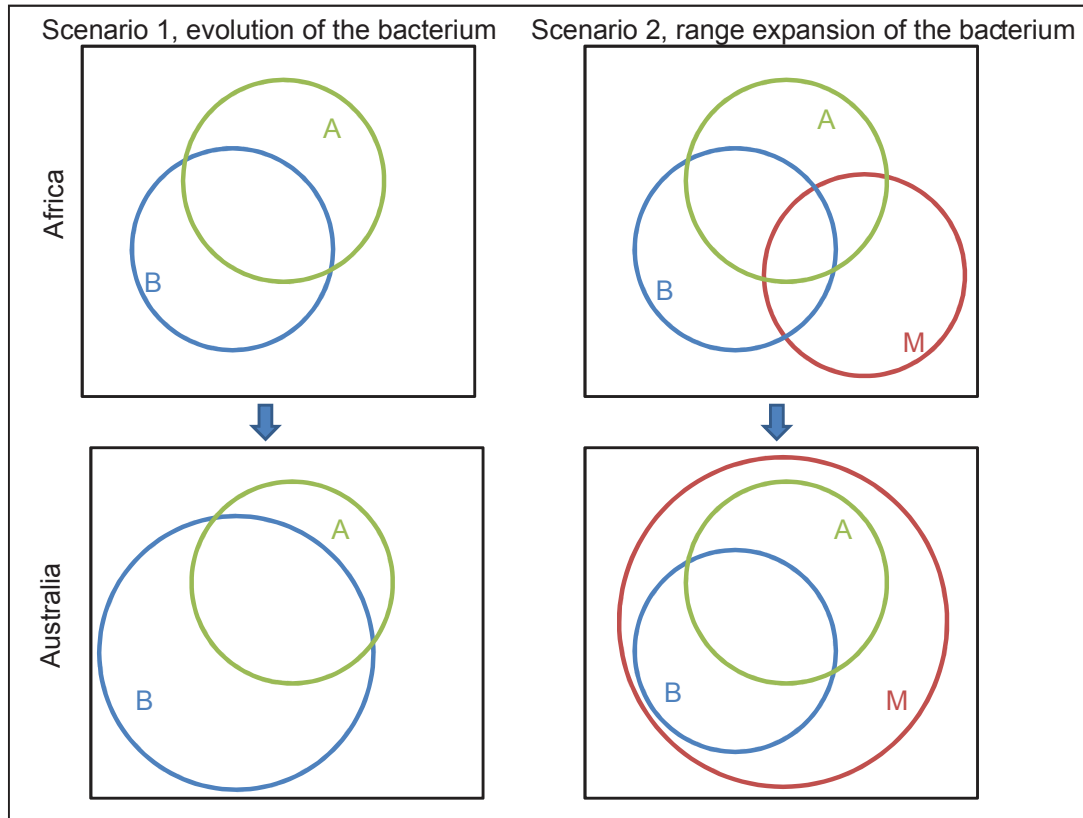 Scenario 1, evolution of the bacterium
Scenario 2, range expansion of the bacterium
Africa
A
B
A
B
M
Australia
A
B
A
B
M